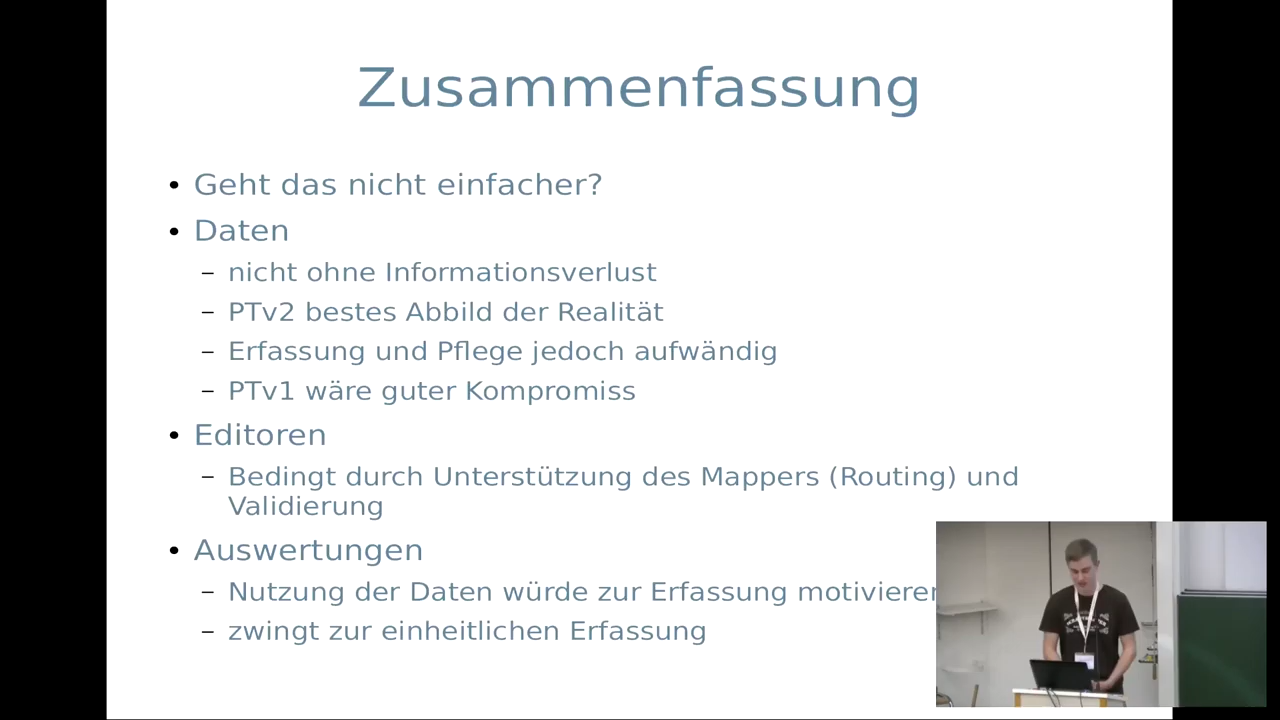 Zusammenfassung
• Geht das nicht einfacher?
• Daten
– nicht ohne Informationsverlust
– PTv2 bestes Abbild der Realität
– Erfassung und Pflege jedoch aufwändig
– PTv1 wäre guter Kompromiss
• Editoren
– Bedingt durch Unterstützung des Mappers (Routing) und
Validierung
• Auswertungen
– Nutzung der Daten würde zur Erfassung motivieren
– zwingt zur einheitlichen Erfassung